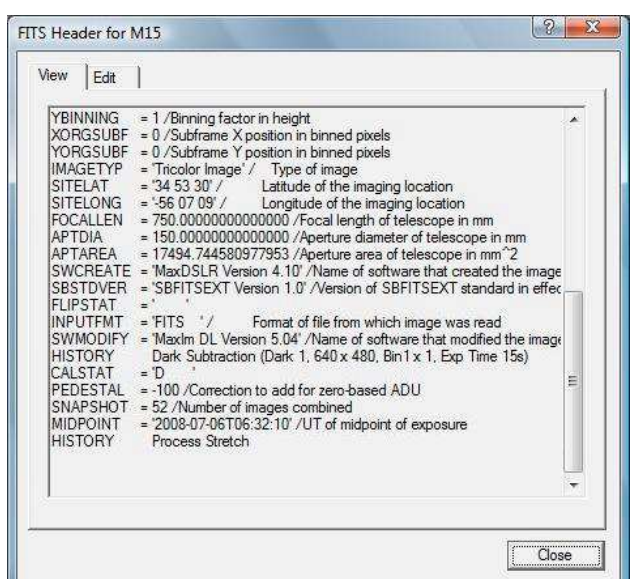 FITS Header for M15
View Edit
YBINNING = 1 /Binning factor in height
XORGSUBF = 0 /Subframe X position in binned pixels
YORGSUBF = 0 /Subframe Y position in binned pixels
IMAGETYP = 'Tricolor Image' / Type of image
SITELAT = '34 53 30' / Latitude of the imaging location
SITELONG = '-56 07 09' / Longitude of the imaging location
FOCALLEN = 750.00000000000000 /Focal length of telescope in mm
APTDIA = 150.00000000000000 /Aperture diameter of telescope in mm
APTAREA = 17494.744580977953 /Aperture area of telescope in mm^2
SWCREATE = 'MaxDSLR Version 4.10' /Name of software that created the image
SBSTDVER = 'SBFITSEXT Version 1.0' /Version of SBFITSEXT standard in effec
FLIPSTAT = ' '
INPUTFMT = 'FITS ' / Format of file from which image was read
SWMODIFY = 'MaxIm DL Version 5.04' /Name of software that modified the image
HISTORY Dark Subtraction (Dark 1, 640 x 480, Bin1 x 1, Exp Time 15s)
CALSTAT = 'D '
PEDESTAL = -100 /Correction to add for zero-based ADU
SNAPSHOT = 52 /Number of images combined
MIDPOINT = '2008-07-06T06:32:10' /UT of midpoint of exposure
HISTORY Process Stretch
Close